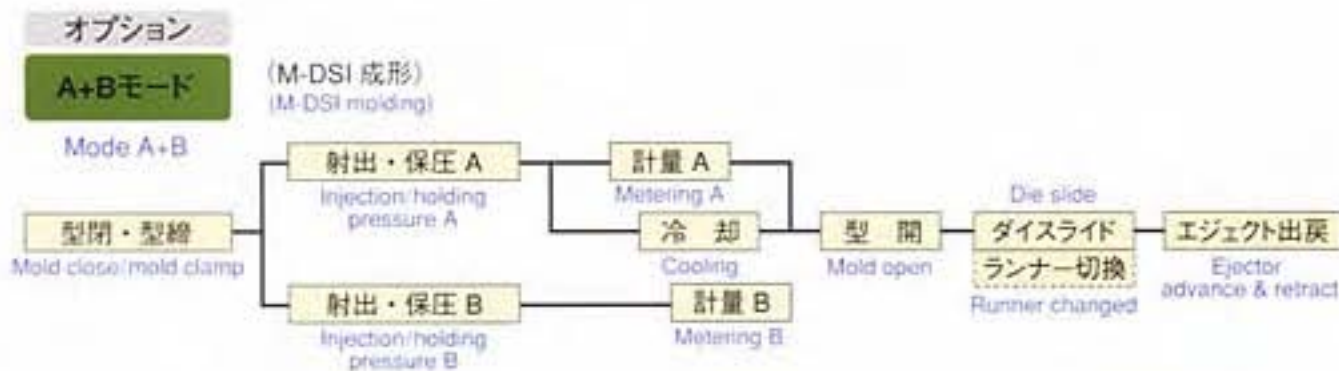 オプション
A+Bモード
Mode A+B
(M-DSI 成形)
(M-DSI molding)
型閉・型締
Mold close/mold clamp
射出・保圧 A
Injection/holding
pressure A
計量 A
Metering A
冷 却
Cooling
射出・保圧 B
Injection/holding
pressure B
計量 B
Metering B
型 開
Mold open
Die slide
ダイスライド
ランナー切換
Runner changed
エジェクト出戻
Ejector
advance & retract